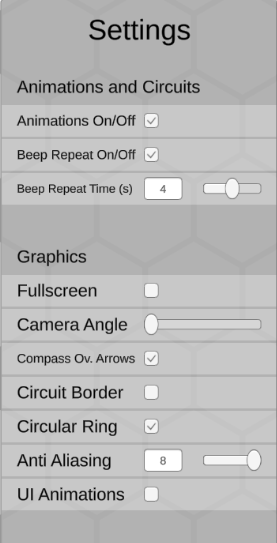 Settings
Animations and Circuits
Animations On/Off
Beep Repeat On/Off
Beep Repeat Time (s) 4
Graphics
Fullscreen
Camera Angle
Compass Ov. Arrows
Circuit Border
Circular Ring
Anti Aliasing 8
UI Animations